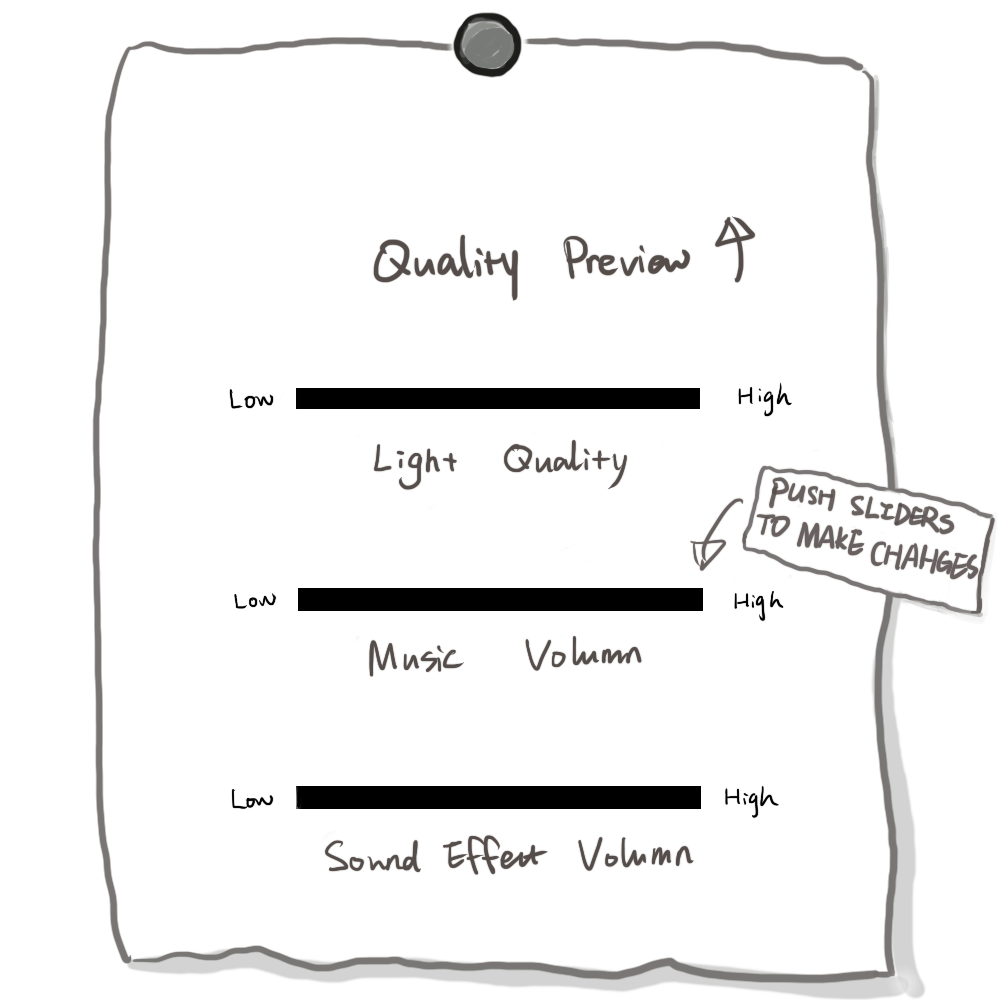 Quality Preview
Low High
Light Quality
PUSH SLIDERS
TO MAKE CHAHGES
Low High
Music Volumn
Low High
Sound Effect Volumn